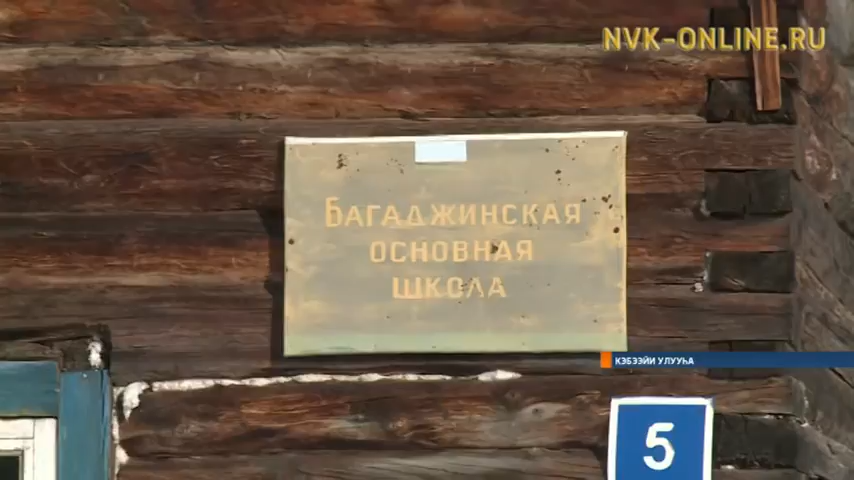 NVK-ONLINE.RU
БАГАДЖИНСКАЯ
ОСНОВНАЯ
ШКОЛА
КЭБЭЭЙИ УЛУУҺА
5